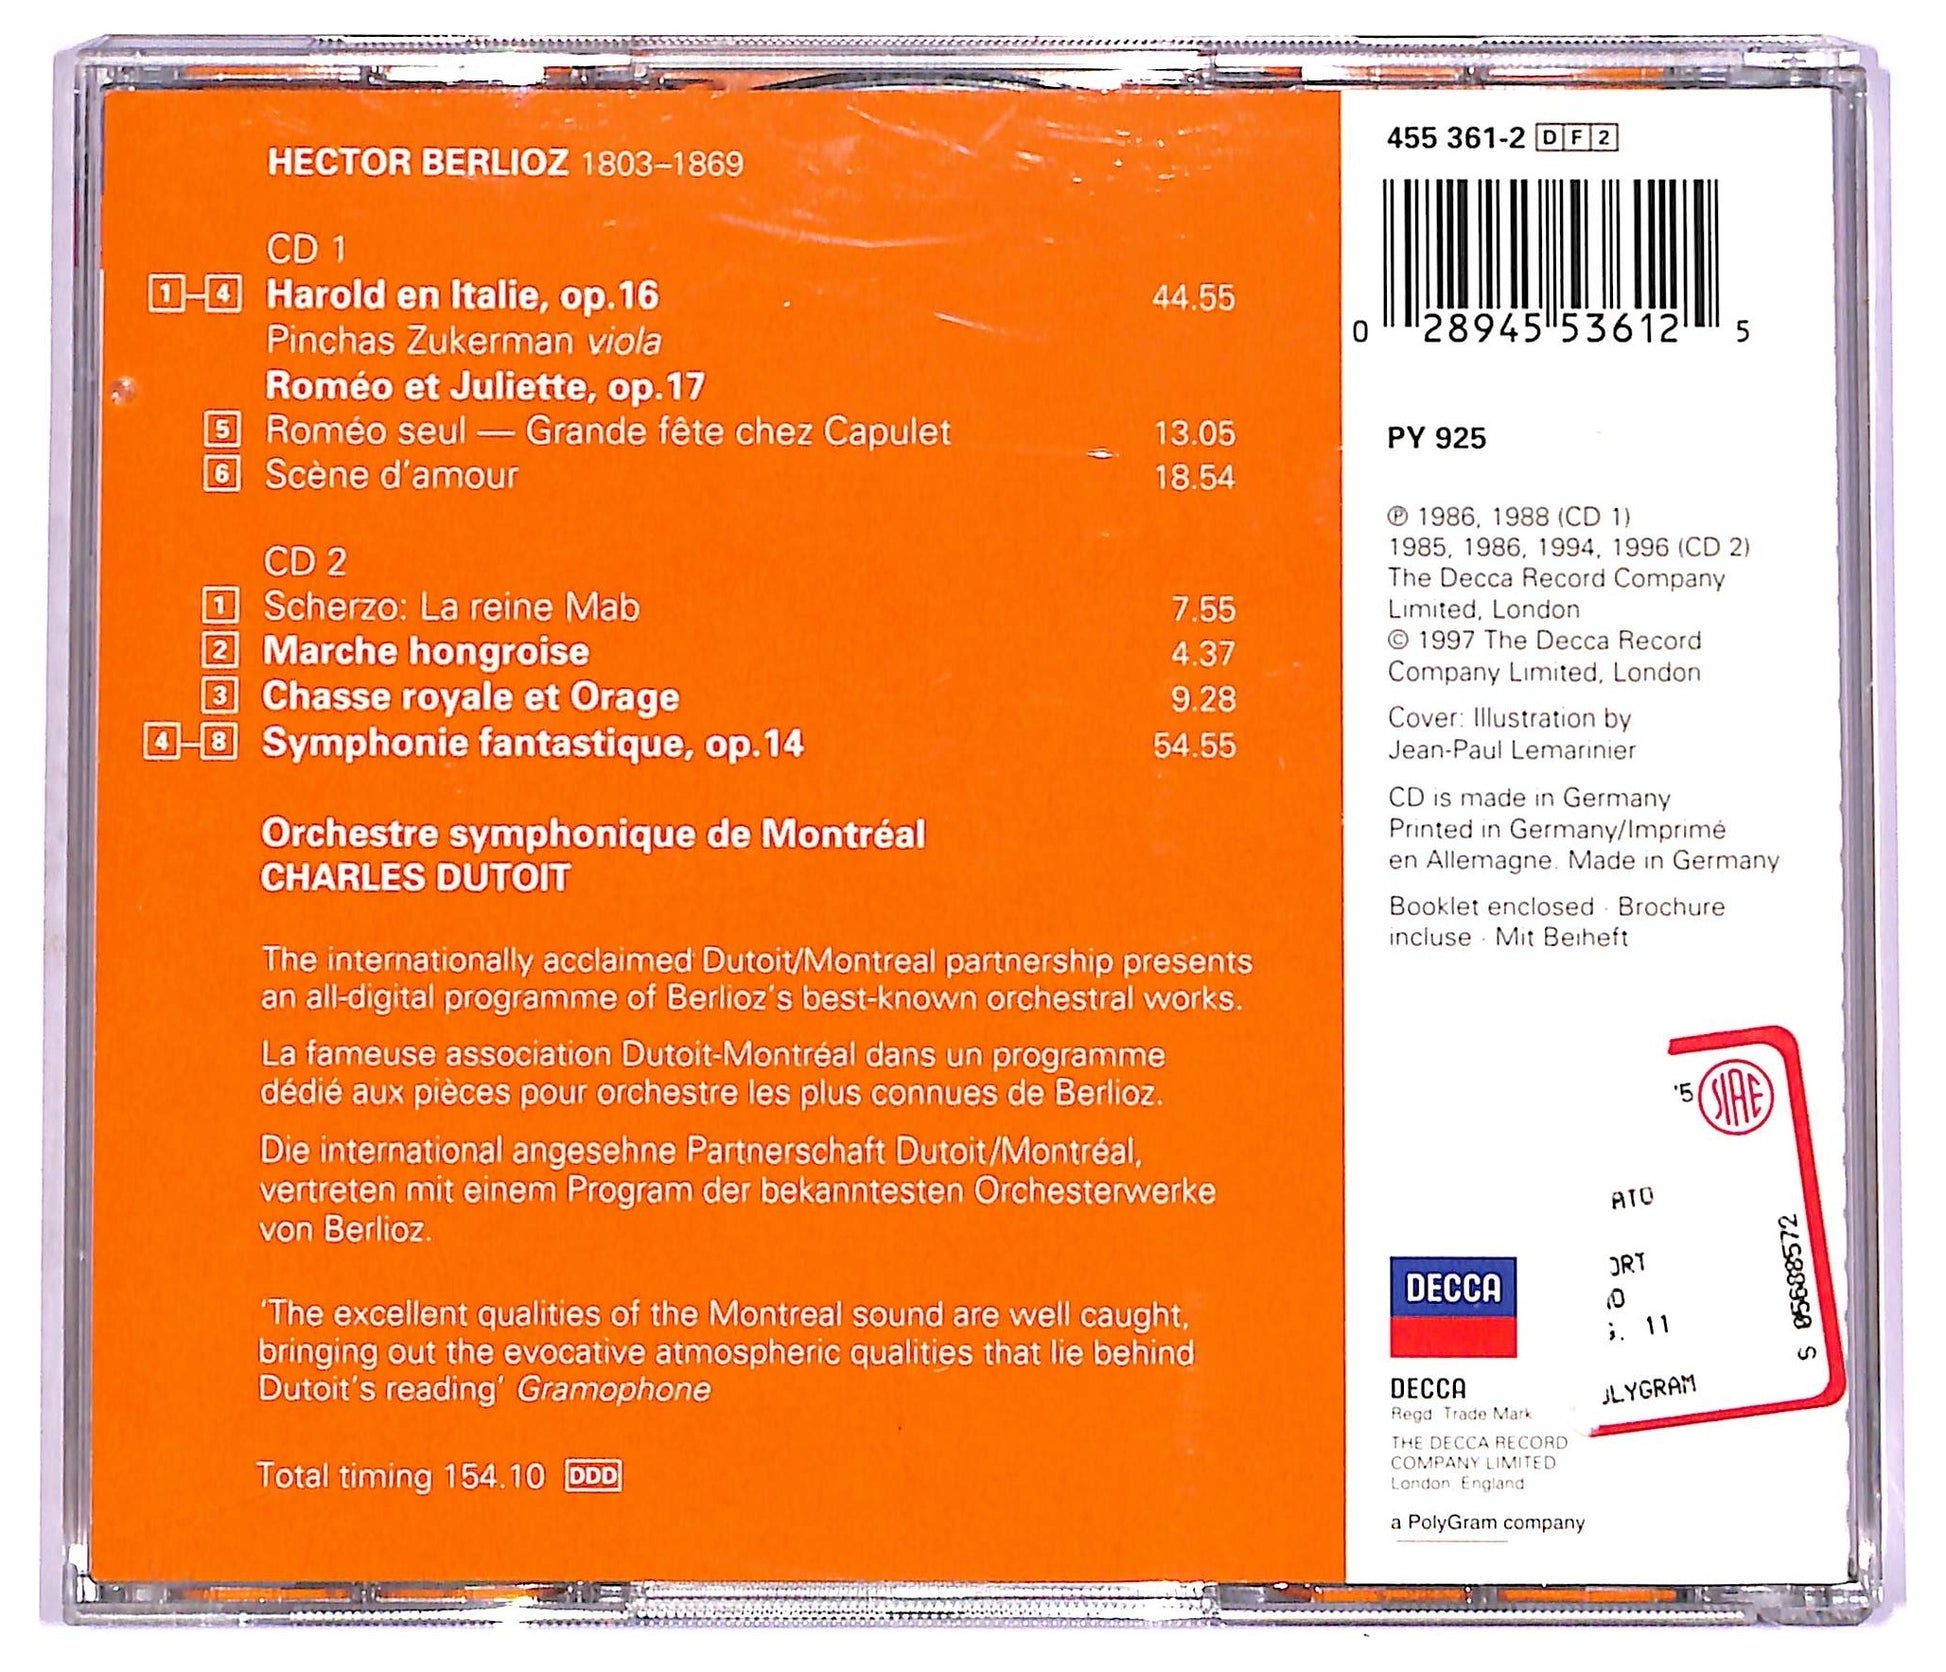 HECTOR BERLIOZ 1803–1869
CD 1
1–4 Harold en Italie, op.16 44.55
Pinchas Zukerman viola
Roméo et Juliette, op.17
5 Roméo seul — Grande fête chez Capulet 13.05
6 Scène d'amour 18.54
CD 2
1 Scherzo: La reine Mab 7.55
2 Marche hongroise 4.37
3 Chasse royale et Orage 9.28
4–8 Symphonie fantastique, op.14 54.55
Orchestre symphonique de Montréal
CHARLES DUTOIT
The internationally acclaimed Dutoit/Montreal partnership presents
an all-digital programme of Berlioz's best-known orchestral works.
La fameuse association Dutoit-Montréal dans un programme
dédié aux pièces pour orchestre les plus connues de Berlioz.
Die international angesehne Partnerschaft Dutoit/Montréal,
vertreten mit einem Program der bekanntesten Orchesterwerke
von Berlioz.
'The excellent qualities of the Montreal sound are well caught,
bringing out the evocative atmospheric qualities that lie behind
Dutoit's reading' Gramophone
Total timing 154.10 DDD
455 361-2 DF2
0 28945 53612 5
PY 925
℗ 1986, 1988 (CD 1)
1985, 1986, 1994, 1996 (CD 2)
The Decca Record Company
Limited, London
© 1997 The Decca Record
Company Limited, London
Cover: Illustration by
Jean-Paul Lemarinier
CD is made in Germany
Printed in Germany/Imprimé
en Allemagne. Made in Germany
Booklet enclosed · Brochure
incluse · Mit Beiheft
'5 SIAE
ATO
ORT
. 11
LYGRAM
S 05688572
DECCA
DECCA
Regd. Trade Mark
THE DECCA RECORD
COMPANY LIMITED
London, England
a PolyGram company